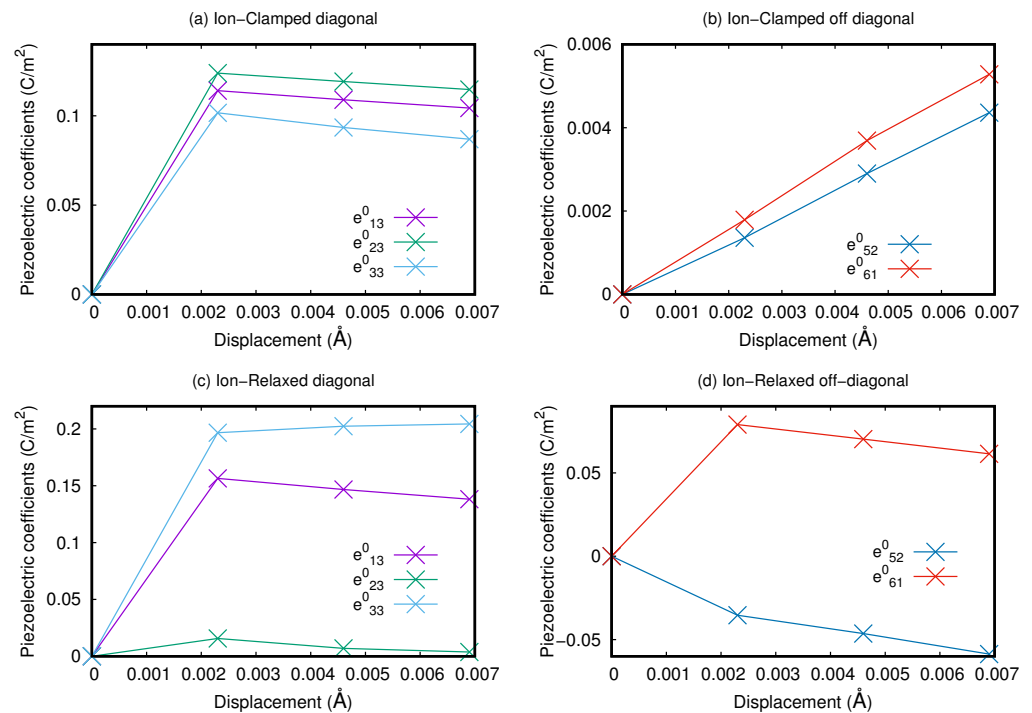 (a) Ion−Clamped diagonal
Piezoelectric coefficients (C/m²)
0.1
0.05
0
e⁰₁₃
e⁰₂₃
e⁰₃₃
0 0.001 0.002 0.003 0.004 0.005 0.006 0.007
Displacement (Å)
(b) Ion−Clamped off diagonal
Piezoelectric coefficients (C/m²)
0.006
0.004
0.002
0
e⁰₅₂
e⁰₆₁
0 0.001 0.002 0.003 0.004 0.005 0.006 0.007
Displacement (Å)
(c) Ion−Relaxed diagonal
Piezoelectric coefficients (C/m²)
0.2
0.15
0.1
0.05
0
e⁰₁₃
e⁰₂₃
e⁰₃₃
0 0.001 0.002 0.003 0.004 0.005 0.006 0.007
Displacement (Å)
(d) Ion−Relaxed off−diagonal
Piezoelectric coefficients (C/m²)
0.05
0
−0.05
e⁰₅₂
e⁰₆₁
0 0.001 0.002 0.003 0.004 0.005 0.006 0.007
Displacement (Å)